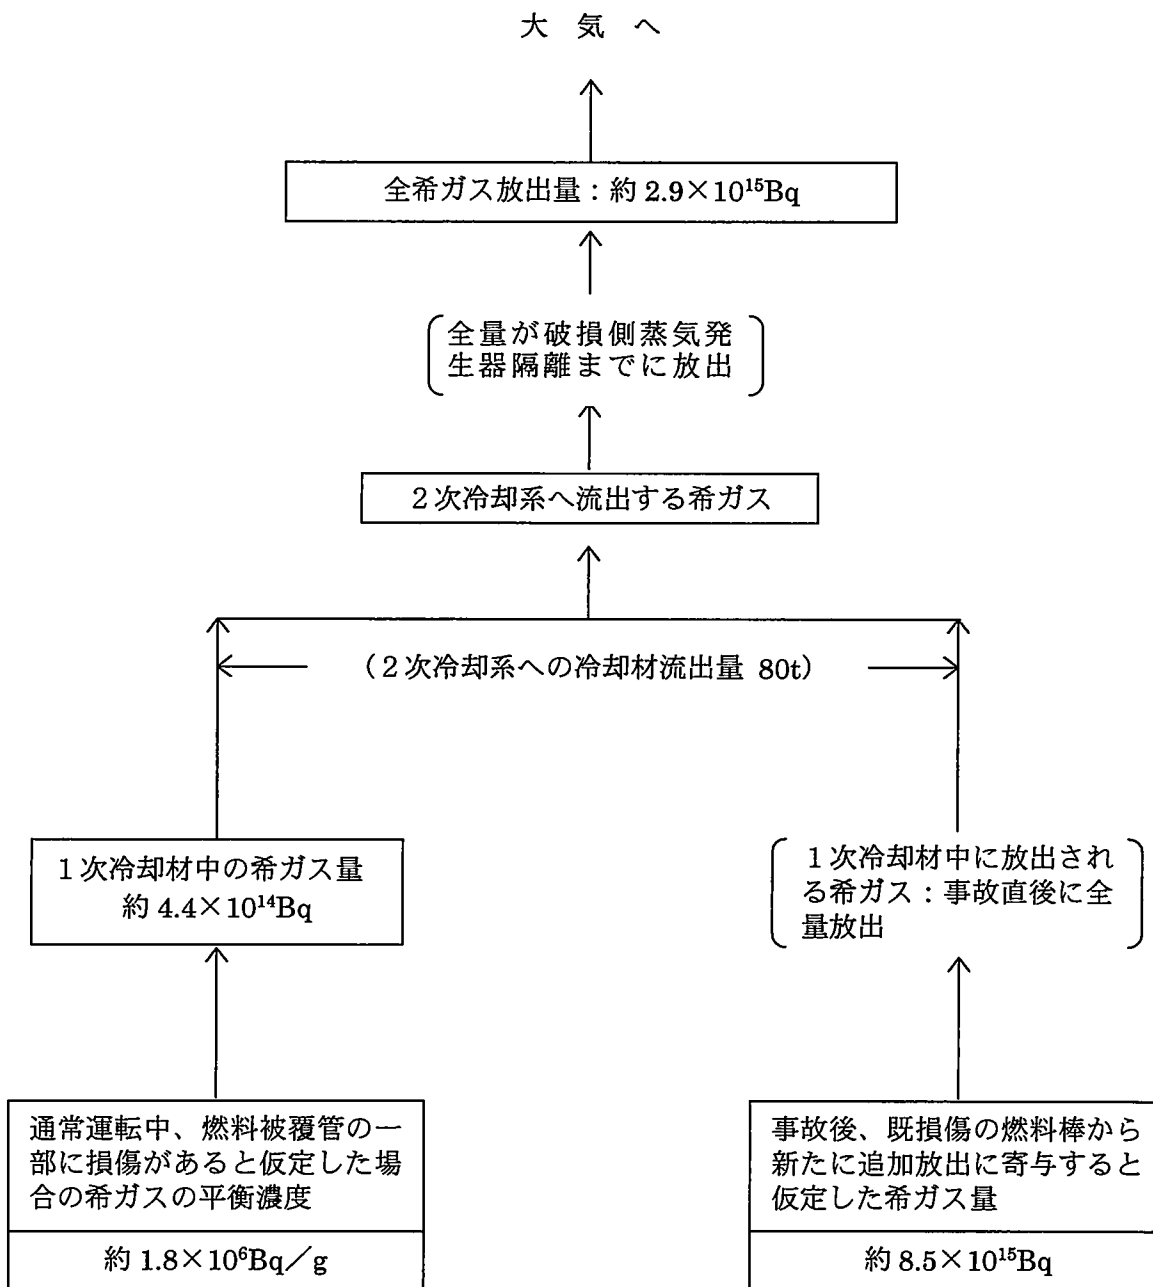 大気へ
全希ガス放出量：約 2.9×10¹⁵Bq
全量が破損側蒸気発
生器隔離までに放出
２次冷却系へ流出する希ガス
（２次冷却系への冷却材流出量 80t）
１次冷却材中の希ガス量
約 4.4×10¹⁴Bq
１次冷却材中に放出され
る希ガス：事故直後に全
量放出
通常運転中、燃料被覆管の一
部に損傷があると仮定した場
合の希ガスの平衡濃度
約 1.8×10⁶Bq／g
事故後、既損傷の燃料棒から
新たに追加放出に寄与すると
仮定した希ガス量
約 8.5×10¹⁵Bq